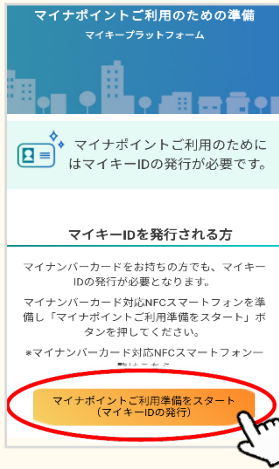 マイナポイントご利用のための準備
マイキープラットフォーム
マイナポイントご利用のために
はマイキーIDの発行が必要です。
マイキーIDを発行される方
マイナンバーカードをお持ちの方でも、マイキー
IDの発行が必要となります。
マイナンバーカード対応NFCスマートフォンを準
備し「マイナポイントご利用準備をスタート」ボ
タンを押してください。
*マイナンバーカード対応NFCスマートフォン一
マイナポイントご利用準備をスタート
(マイキーIDの発行)